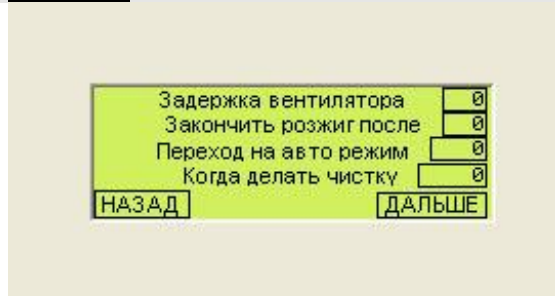 Задержка вентилятора 0
Закончить розжиг после 0
Переход на авто режим 0
Когда делать чистку 0
НАЗАД ДАЛЬШЕ